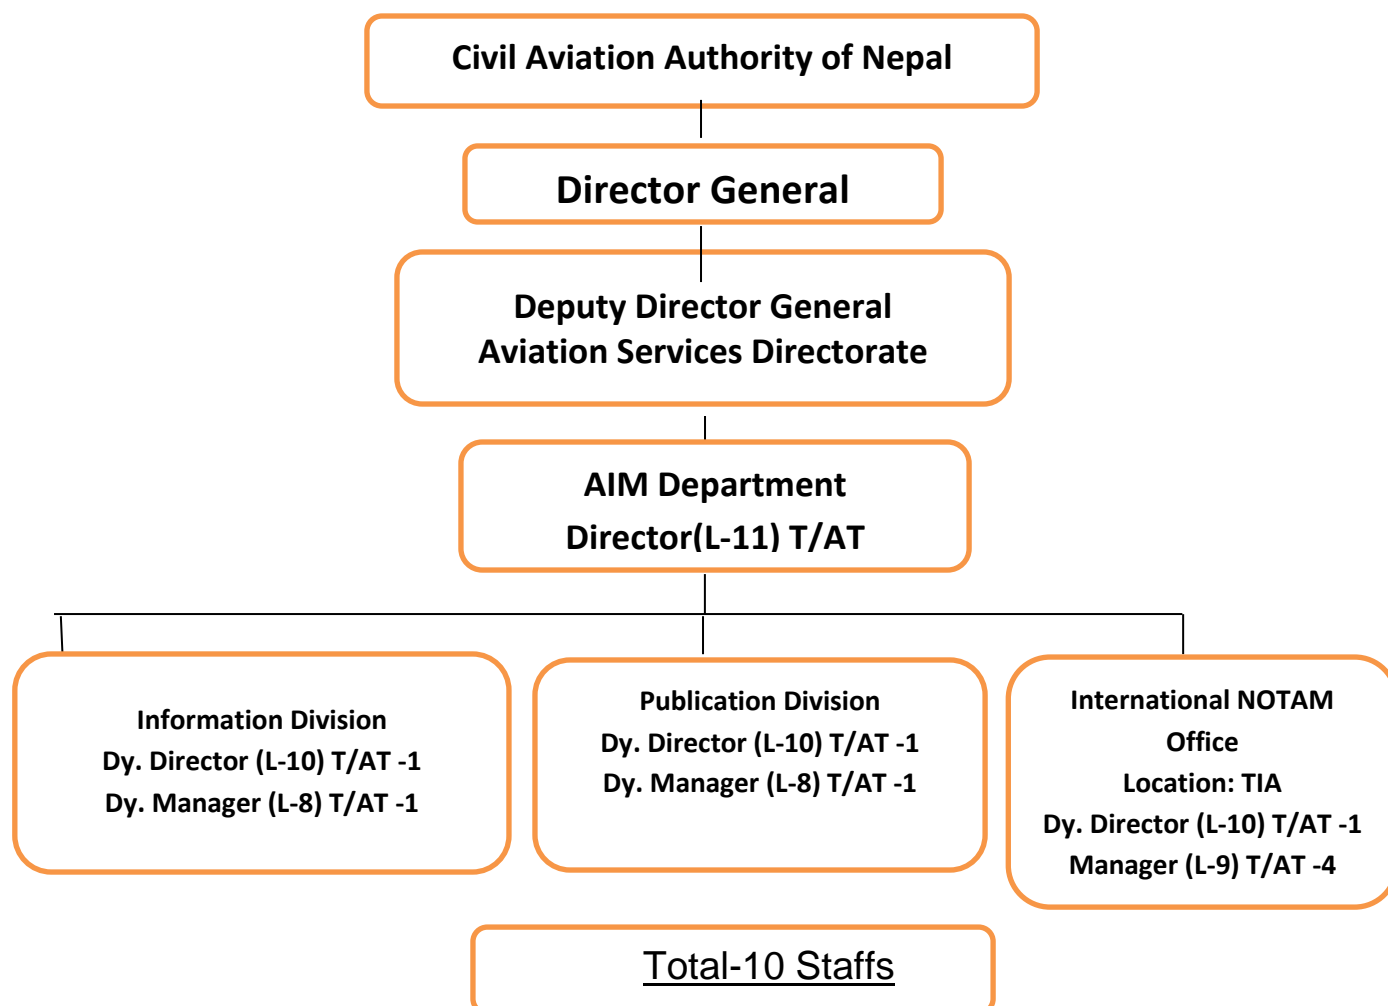 Civil Aviation Authority of Nepal
Director General
Deputy Director General
Aviation Services Directorate
AIM Department
Director(L-11) T/AT
Information Division
Dy. Director (L-10) T/AT -1
Dy. Manager (L-8) T/AT -1
Publication Division
Dy. Director (L-10) T/AT -1
Dy. Manager (L-8) T/AT -1
International NOTAM
Office
Location: TIA
Dy. Director (L-10) T/AT -1
Manager (L-9) T/AT -4
Total-10 Staffs